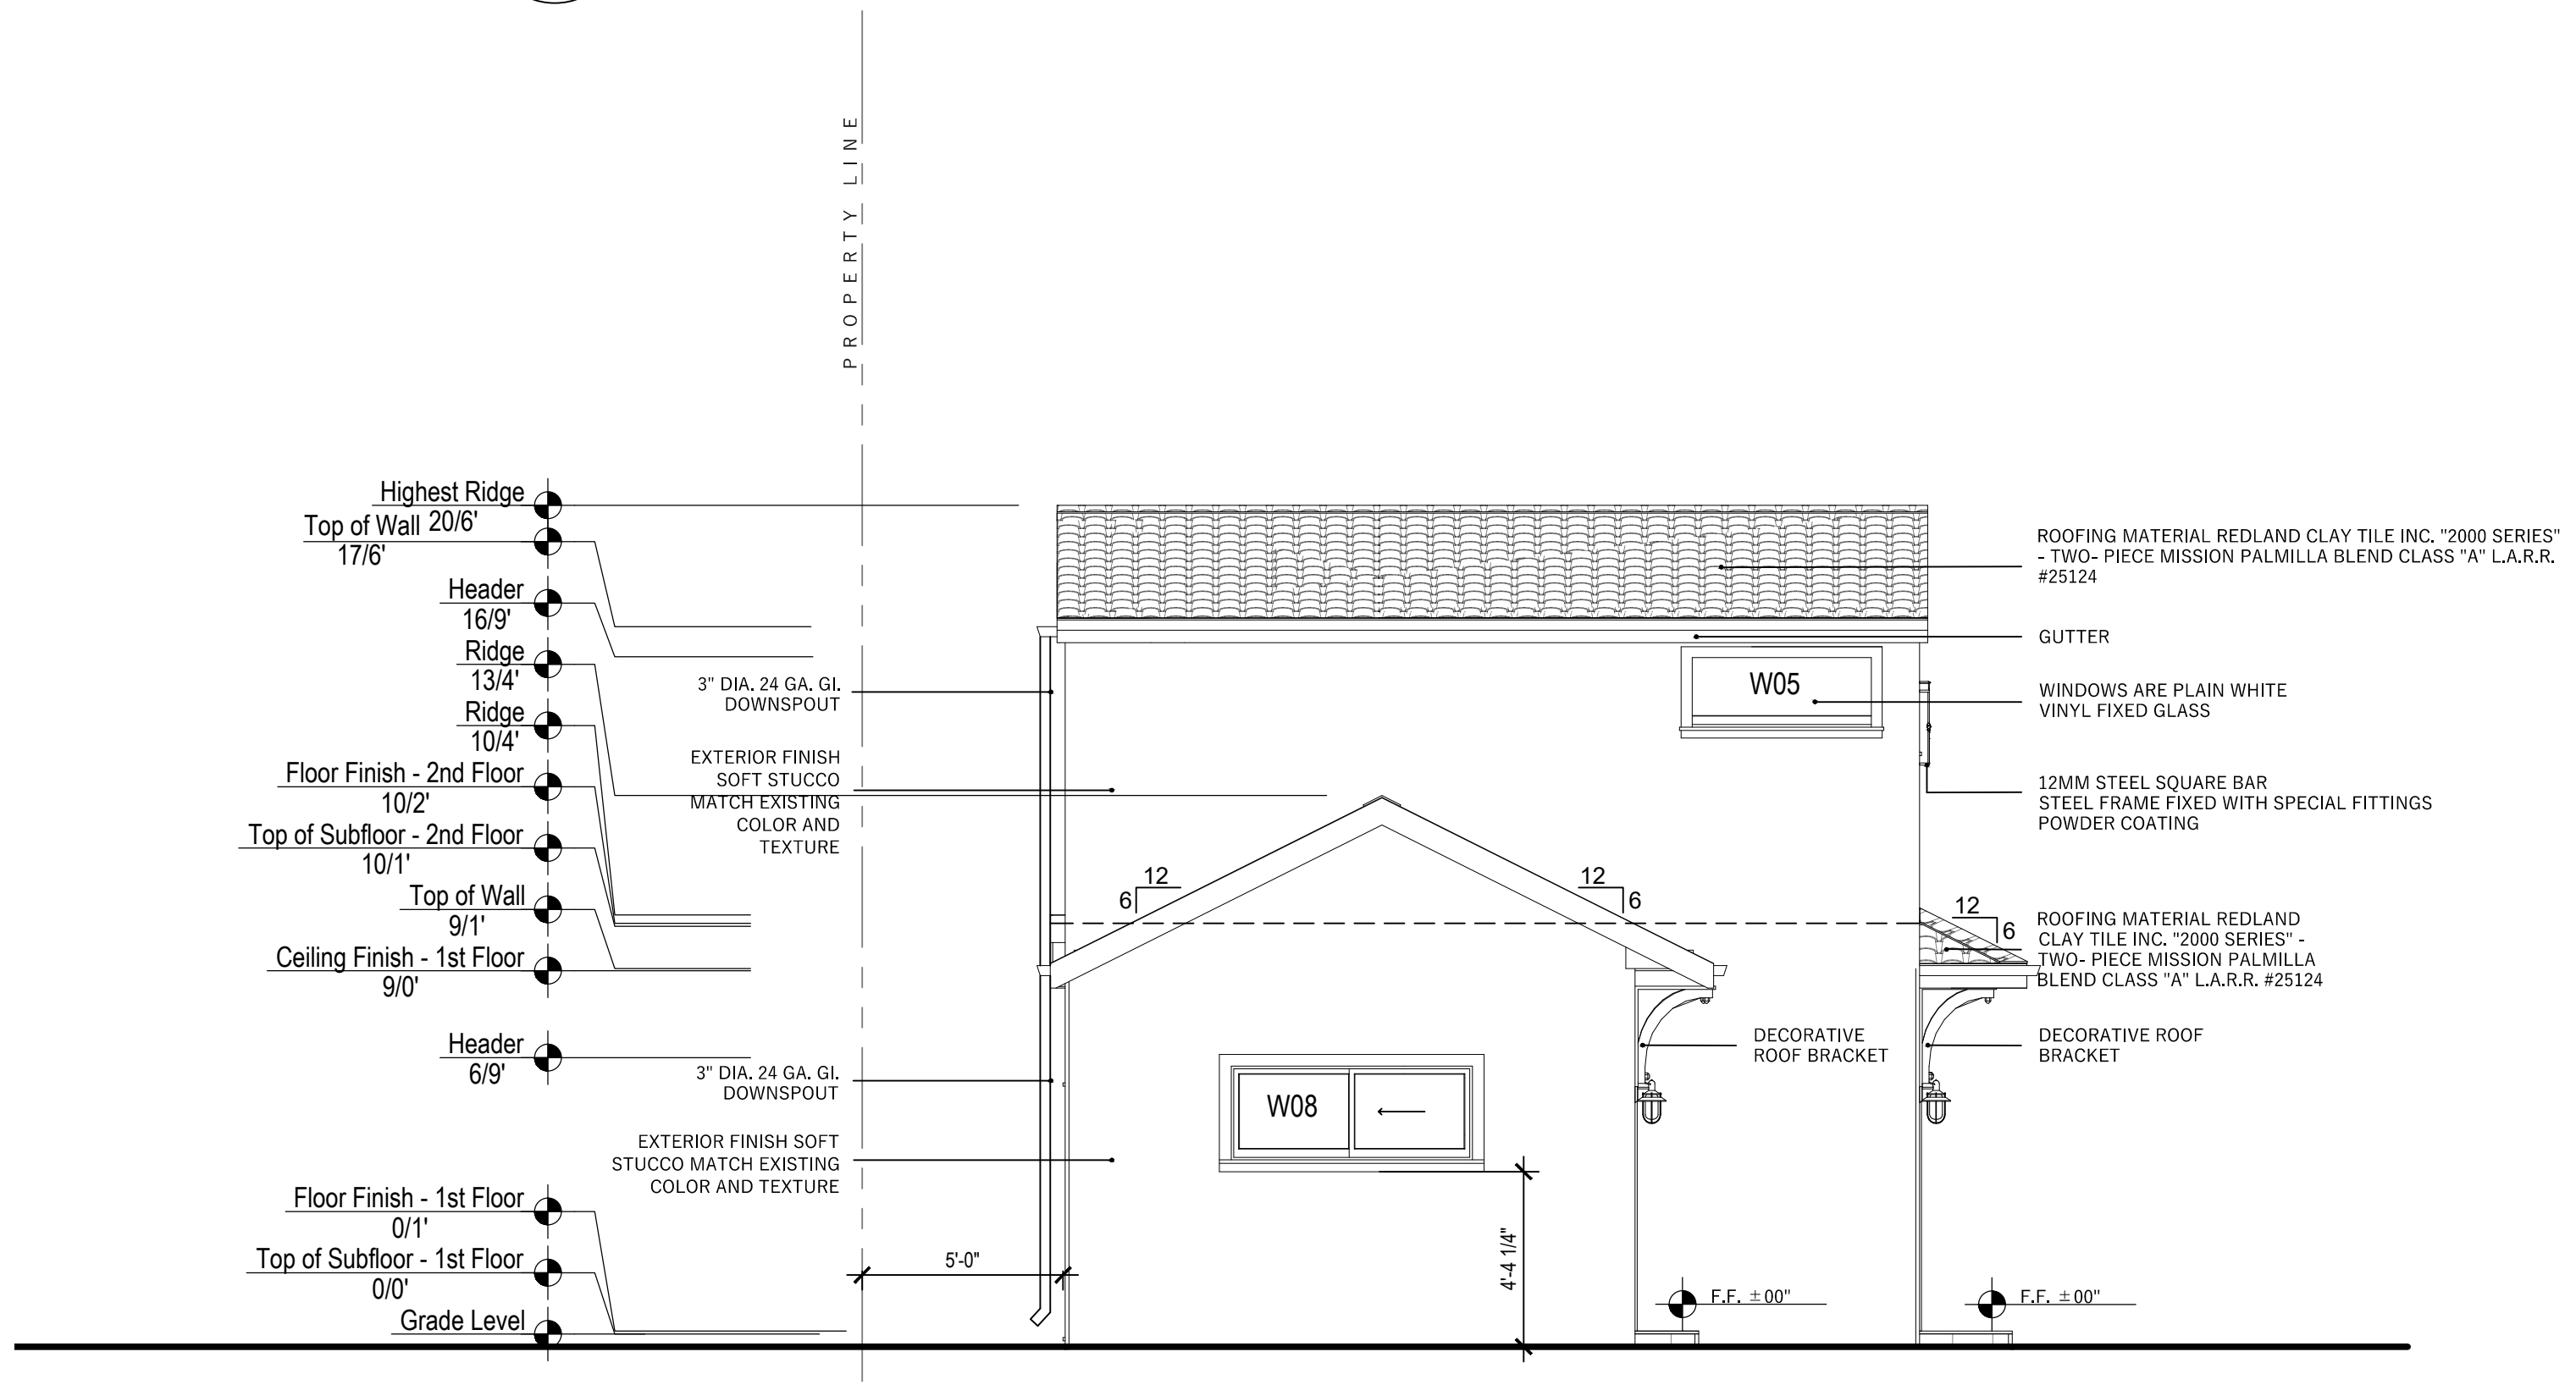 PROPERTY LINE
Highest Ridge
20/6'
Top of Wall
17/6'
Header
16/9'
Ridge
13/4'
Ridge
10/4'
Floor Finish - 2nd Floor
10/2'
Top of Subfloor - 2nd Floor
10/1'
Top of Wall
9/1'
Ceiling Finish - 1st Floor
9/0'
Header
6/9'
Floor Finish - 1st Floor
0/1'
Top of Subfloor - 1st Floor
0/0'
Grade Level
3" DIA. 24 GA. GI.
DOWNSPOUT
EXTERIOR FINISH
SOFT STUCCO
MATCH EXISTING
COLOR AND
TEXTURE
3" DIA. 24 GA. GI.
DOWNSPOUT
EXTERIOR FINISH SOFT
STUCCO MATCH EXISTING
COLOR AND TEXTURE
5'-0"
12
6
12
6
W05
W08
4'-4 1/4"
DECORATIVE
ROOF BRACKET
F.F. ±00"
12
6
F.F. ±00"
ROOFING MATERIAL REDLAND CLAY TILE INC. "2000 SERIES"
- TWO- PIECE MISSION PALMILLA BLEND CLASS "A" L.A.R.R.
#25124
GUTTER
WINDOWS ARE PLAIN WHITE
VINYL FIXED GLASS
12MM STEEL SQUARE BAR
STEEL FRAME FIXED WITH SPECIAL FITTINGS
POWDER COATING
ROOFING MATERIAL REDLAND
CLAY TILE INC. "2000 SERIES" -
TWO- PIECE MISSION PALMILLA
BLEND CLASS "A" L.A.R.R. #25124
DECORATIVE ROOF
BRACKET